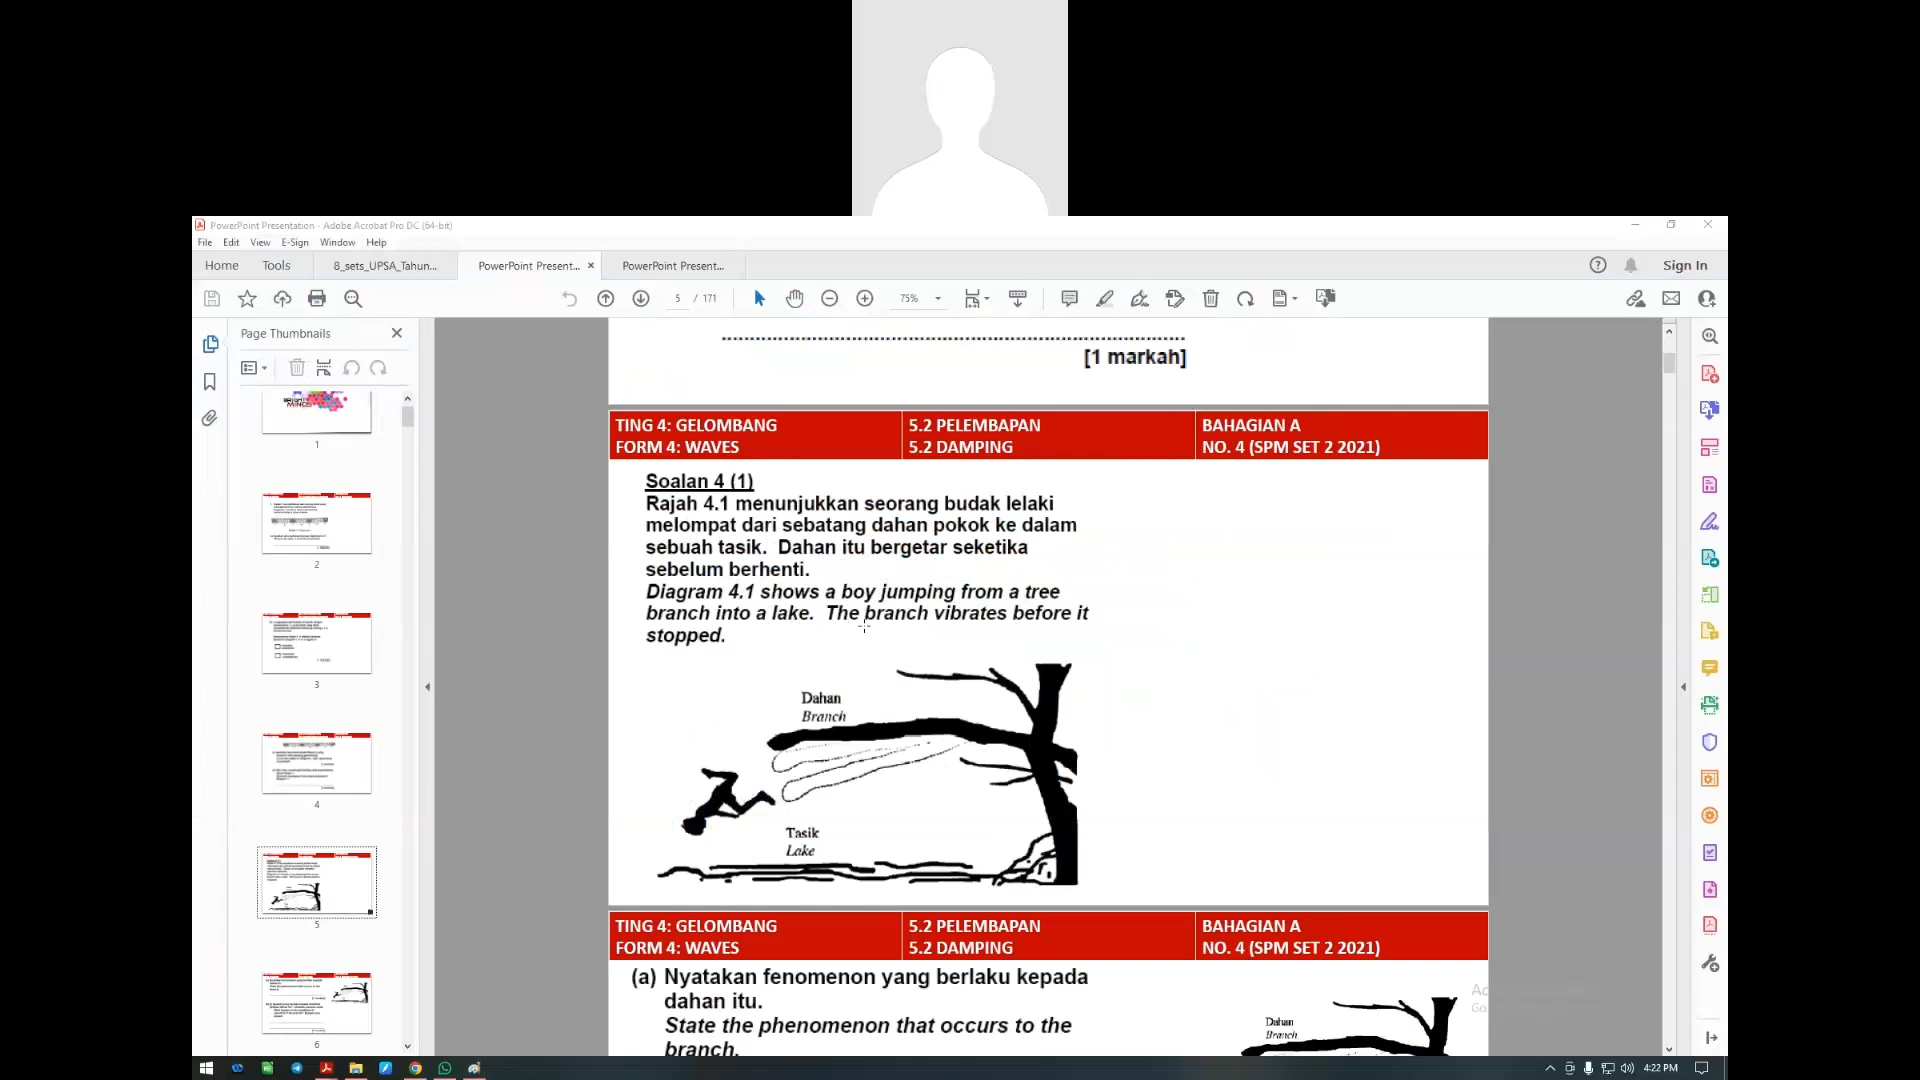 PowerPoint Presentation - Adobe Acrobat Pro DC (64-bit)
File Edit View E-Sign Window Help
Home Tools 8_sets_UPSA_Tahun... PowerPoint Present... × PowerPoint Present... Sign In
5 / 171 75%
Page Thumbnails
1
2
3
4
5
6
[1 markah]
TING 4: GELOMBANG 5.2 PELEMBAPAN BAHAGIAN A
FORM 4: WAVES 5.2 DAMPING NO. 4 (SPM SET 2 2021)
Soalan 4 (1)
Rajah 4.1 menunjukkan seorang budak lelaki
melompat dari sebatang dahan pokok ke dalam
sebuah tasik. Dahan itu bergetar seketika
sebelum berhenti.
Diagram 4.1 shows a boy jumping from a tree
branch into a lake. The branch vibrates before it
stopped.
Dahan
Branch
Tasik
Lake
TING 4: GELOMBANG 5.2 PELEMBAPAN BAHAGIAN A
FORM 4: WAVES 5.2 DAMPING NO. 4 (SPM SET 2 2021)
(a) Nyatakan fenomenon yang berlaku kepada
dahan itu.
State the phenomenon that occurs to the
branch.
Dahan
Branch
4:22 PM